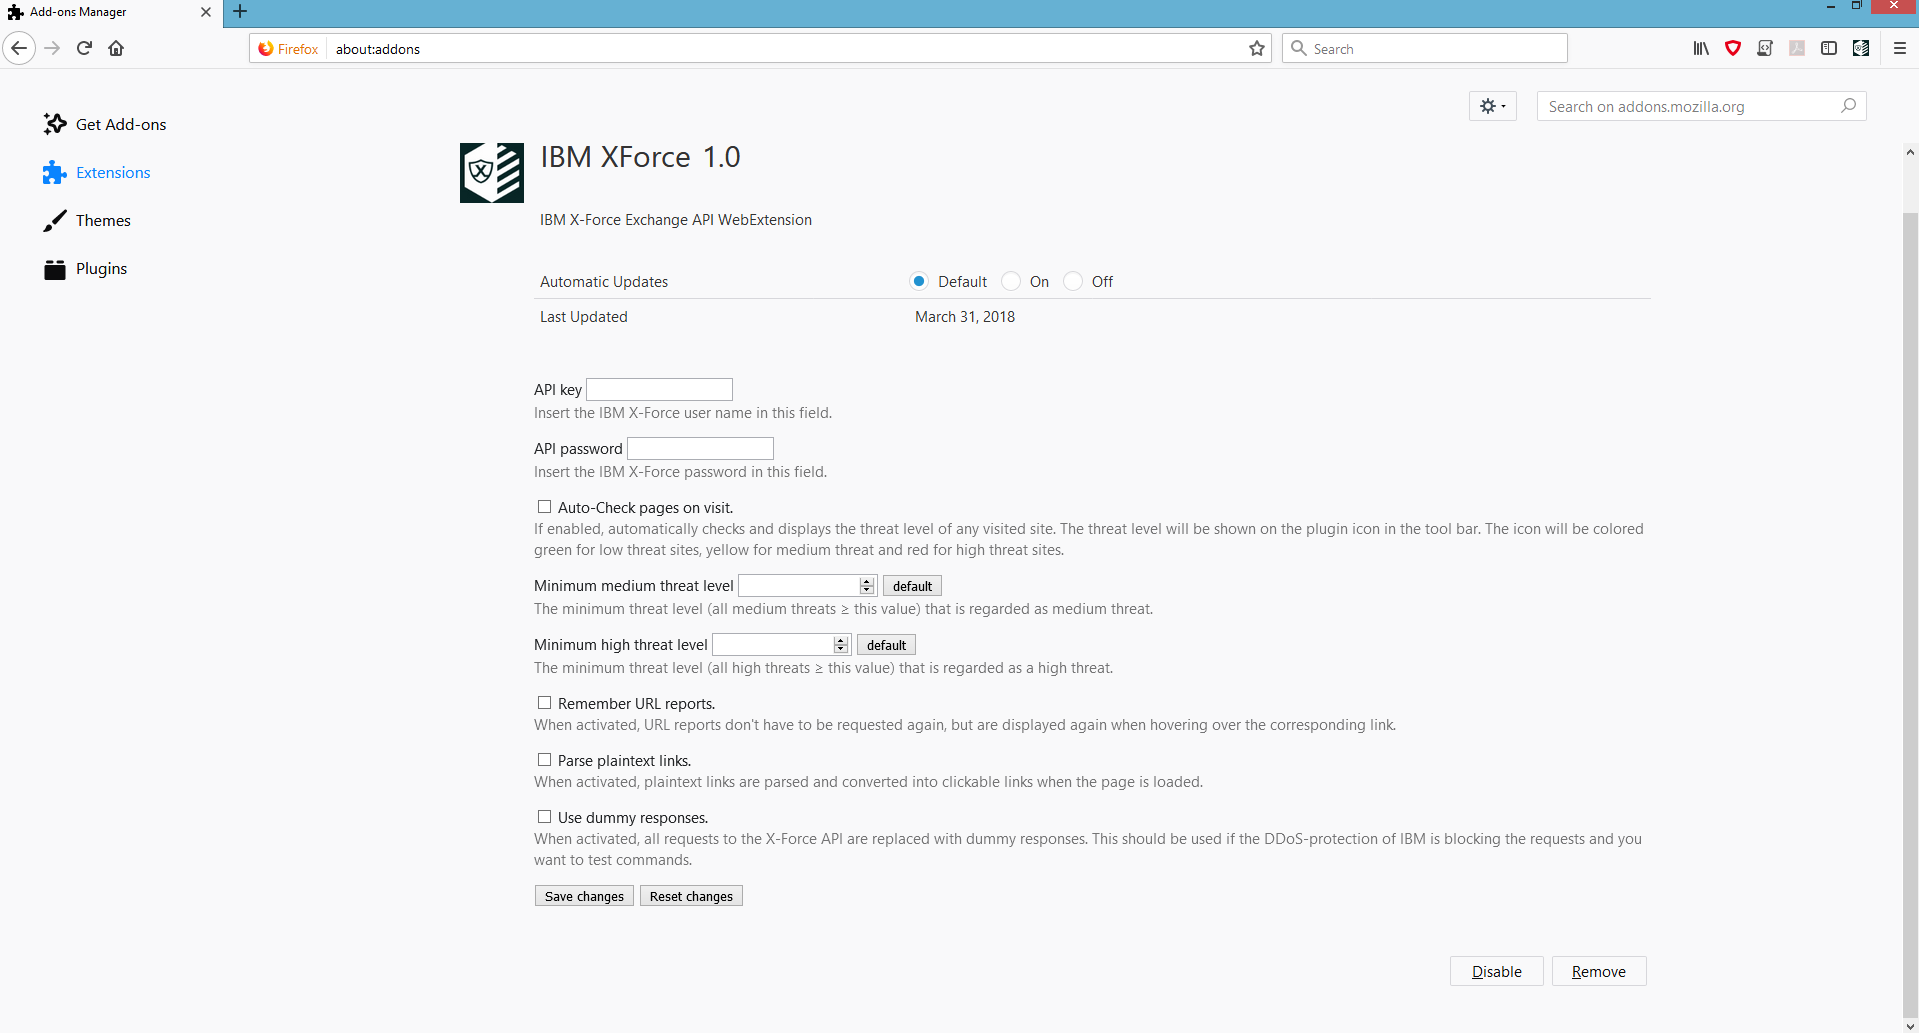 Add-ons Manager
Firefox about:addons
Search
Search on addons.mozilla.org
Get Add-ons
Extensions
Themes
Plugins
IBM XForce 1.0
IBM X-Force Exchange API WebExtension
Automatic Updates Default On Off
Last Updated March 31, 2018
API key
Insert the IBM X-Force user name in this field.
API password
Insert the IBM X-Force password in this field.
Auto-Check pages on visit.
If enabled, automatically checks and displays the threat level of any visited site. The threat level will be shown on the plugin icon in the tool bar. The icon will be colored
green for low threat sites, yellow for medium threat and red for high threat sites.
Minimum medium threat level default
The minimum threat level (all medium threats ≥ this value) that is regarded as medium threat.
Minimum high threat level default
The minimum threat level (all high threats ≥ this value) that is regarded as a high threat.
Remember URL reports.
When activated, URL reports don't have to be requested again, but are displayed again when hovering over the corresponding link.
Parse plaintext links.
When activated, plaintext links are parsed and converted into clickable links when the page is loaded.
Use dummy responses.
When activated, all requests to the X-Force API are replaced with dummy responses. This should be used if the DDoS-protection of IBM is blocking the requests and you
want to test commands.
Save changes Reset changes
Disable Remove